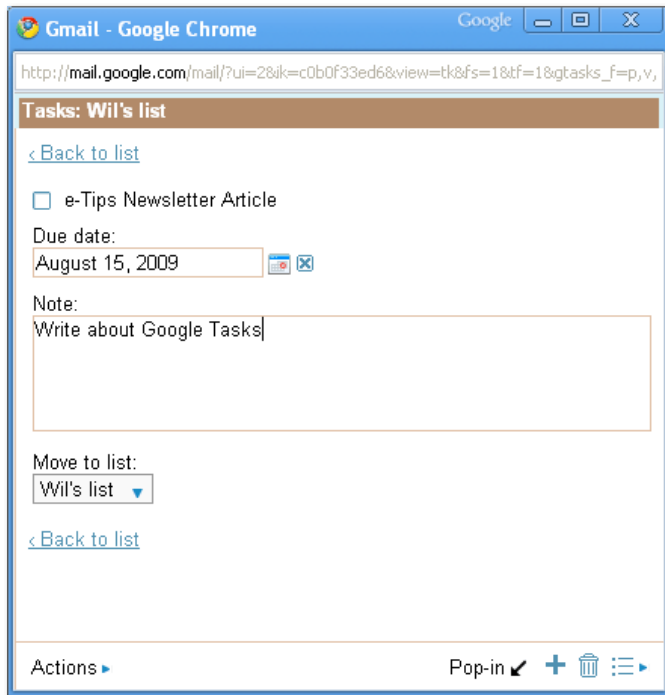 Gmail - Google Chrome Google
http://mail.google.com/mail/?ui=2&ik=c0b0f33ed6&view=tk&fs=1&tf=1&gtasks_f=p,v,
Tasks: Wil's list
‹ Back to list
e-Tips Newsletter Article
Due date:
August 15, 2009
Note:
Write about Google Tasks
Move to list:
Wil's list
‹ Back to list
Actions Pop-in